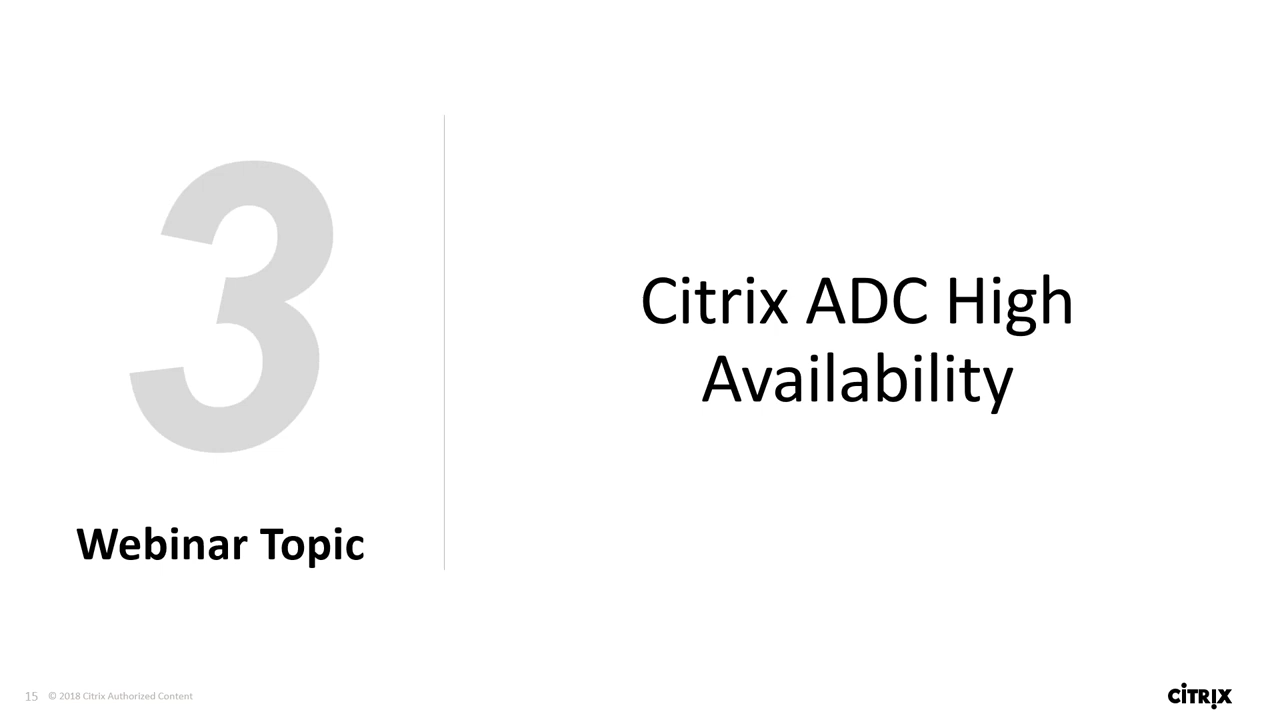 3
Webinar Topic
Citrix ADC High
Availability
15 © 2018 Citrix Authorized Content
CiTRIX